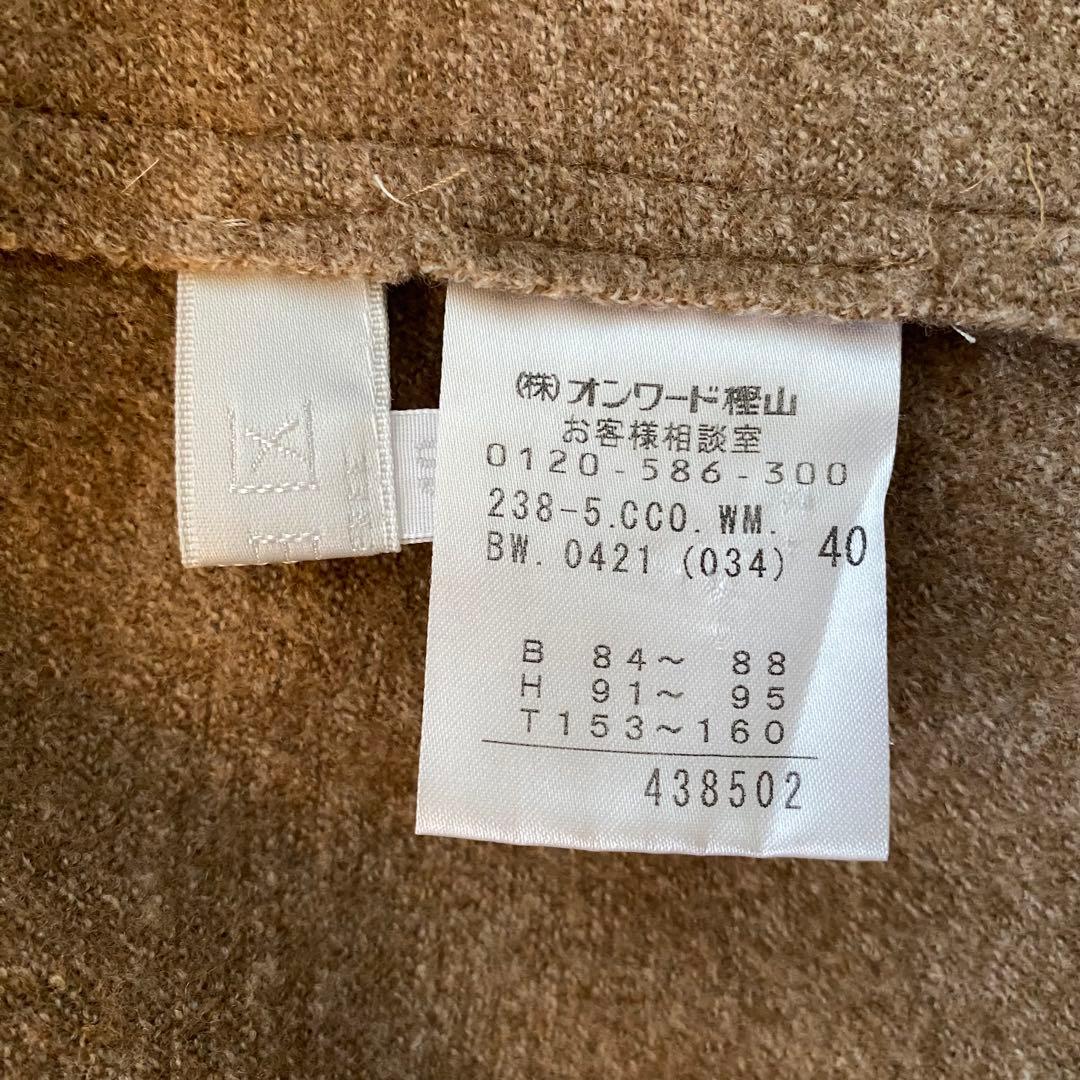 (株)オンワード樫山
お客様相談室
0120-586-300
238-5.CCO. WM.
BW. 0421 (034) 40
B 84～ 88
H 91～ 95
T153～160
438502